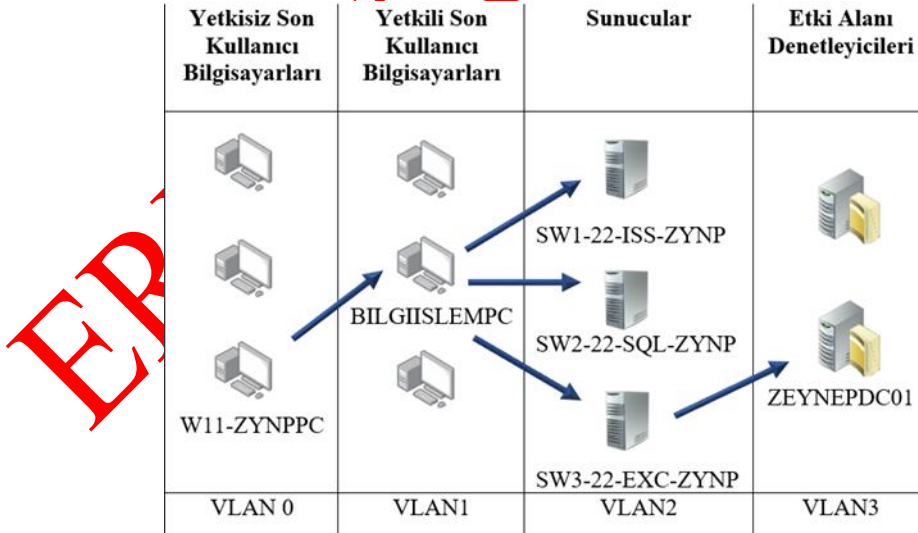 Yetkisiz Son
Kullanıcı
Bilgisayarları
Yetkili Son
Kullanıcı
Bilgisayarları
Sunucular
Etki Alanı
Denetleyicileri
SW1-22-ISS-ZYNP
BILGIISLEMPC
SW2-22-SQL-ZYNP
ZEYNEPDC01
W11-ZYNPPC
SW3-22-EXC-ZYNP
VLAN 0
VLAN1
VLAN2
VLAN3